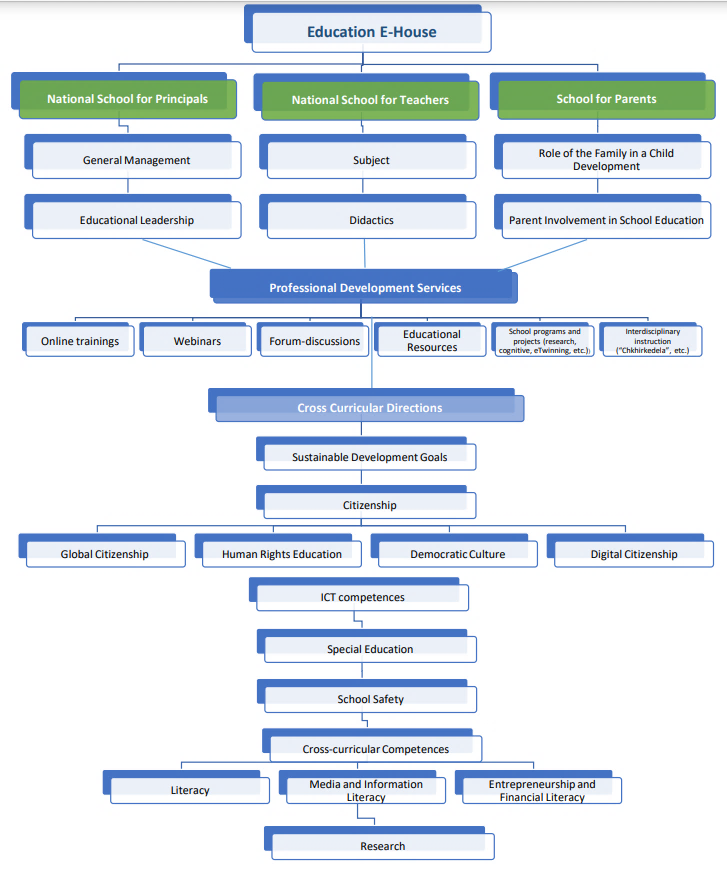 Education E-House
National School for Principals
National School for Teachers
School for Parents
General Management
Subject
Role of the Family in a Child
Development
Educational Leadership
Didactics
Parent Involvement in School Education
Professional Development Services
Online trainings
Webinars
Forum-discussions
Educational
Resources
School programs and
projects (research,
cognitive, eTwinning, etc.);
Interdisciplinary
instruction
("Chkhirkedela", etc.)
Cross Curricular Directions
Sustainable Development Goals
Citizenship
Global Citizenship
Human Rights Education
Democratic Culture
Digital Citizenship
ICT competences
Special Education
School Safety
Cross-curricular Competences
Literacy
Media and Information
Literacy
Entrepreneurship and
Financial Literacy
Research